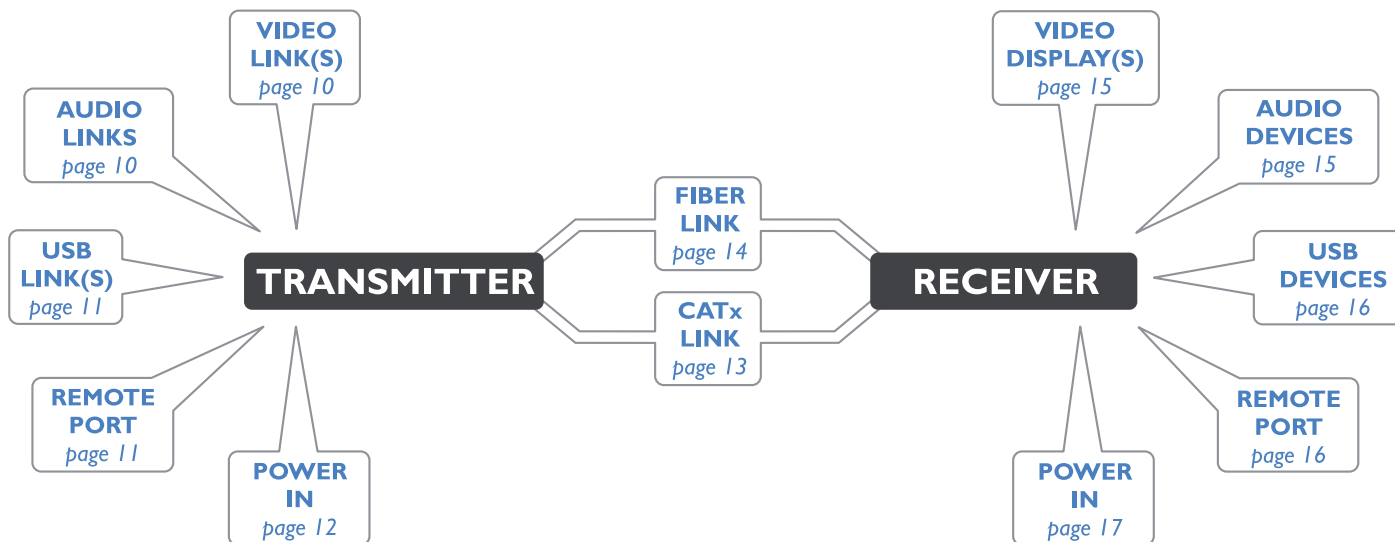 VIDEO
LINK(S)
page 10
AUDIO
LINKS
page 10
USB
LINK(S)
page 11
REMOTE
PORT
page 11
POWER
IN
page 12
TRANSMITTER
FIBER
LINK
page 14
CATx
LINK
page 13
RECEIVER
VIDEO
DISPLAY(S)
page 15
AUDIO
DEVICES
page 15
USB
DEVICES
page 16
REMOTE
PORT
page 16
POWER
IN
page 17